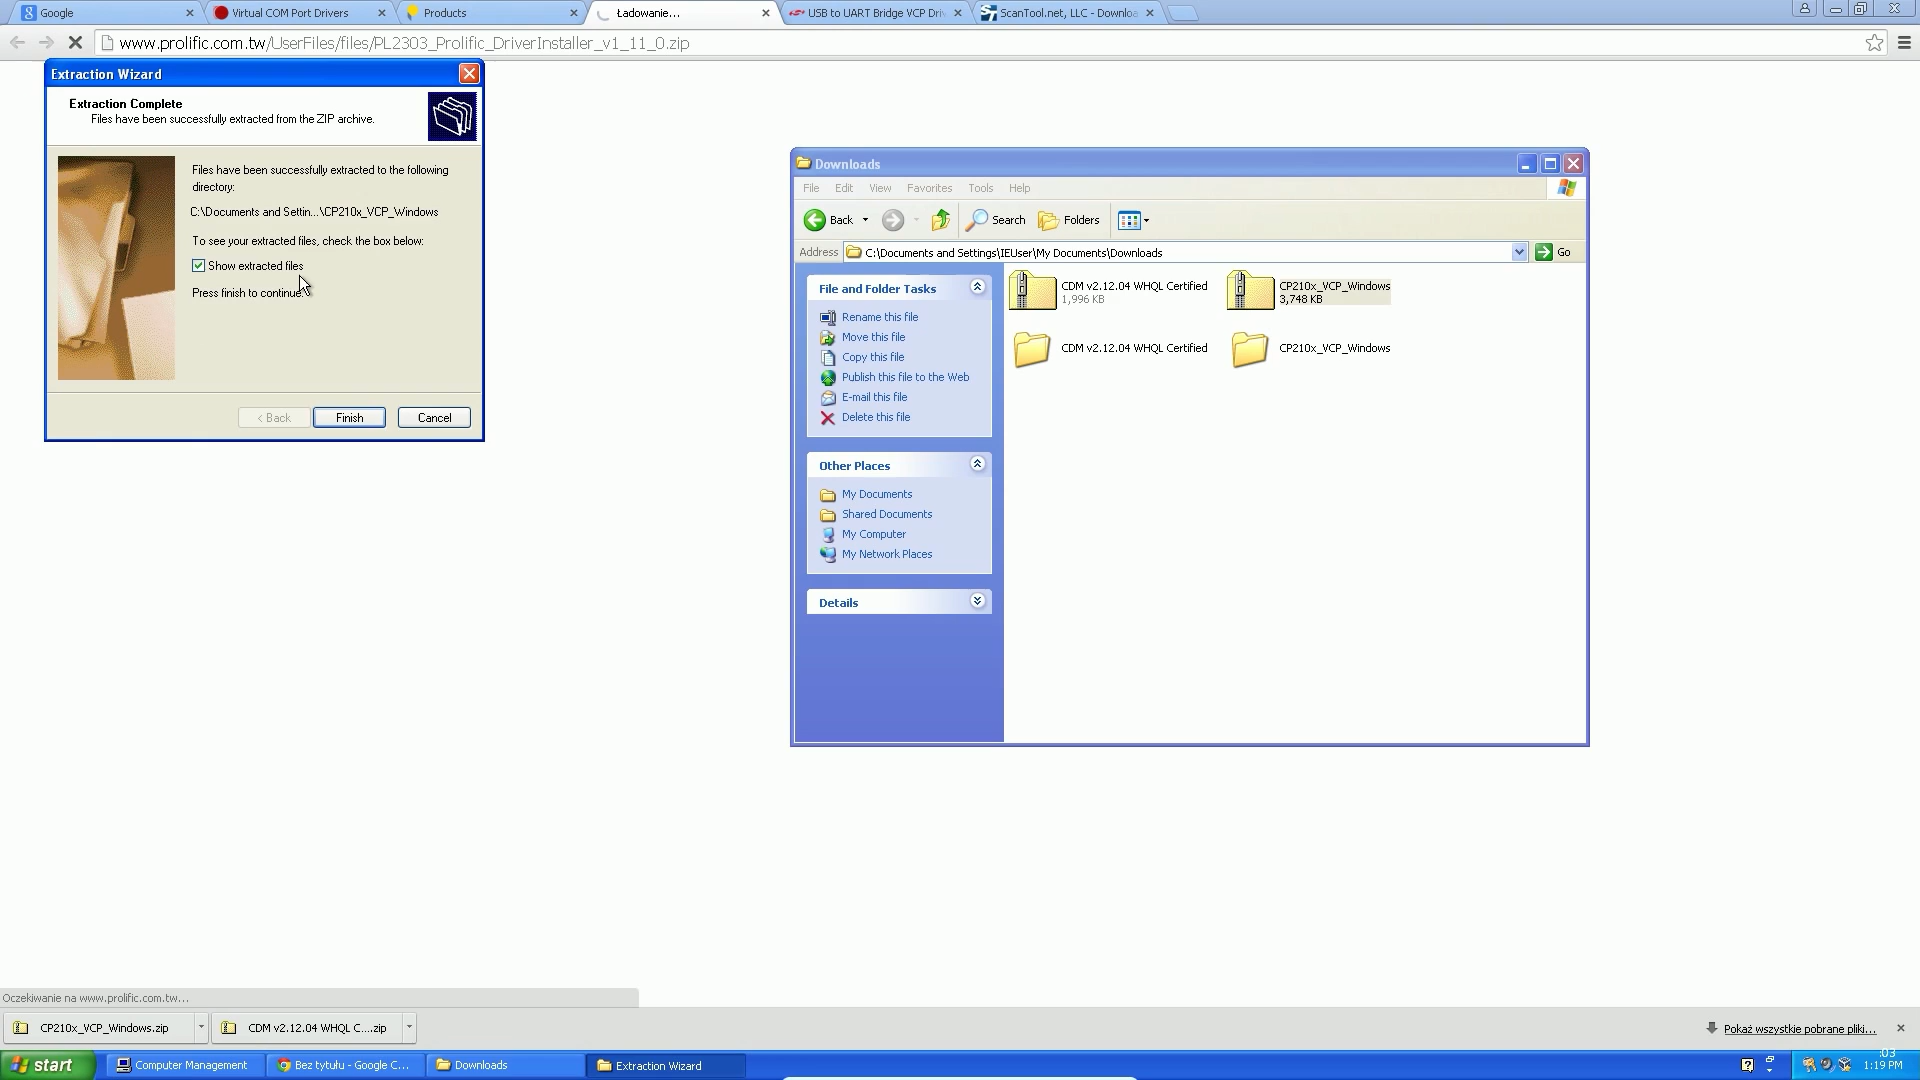 Google
Virtual COM Port Drivers
Products
Ładowanie...
USB to UART Bridge VCP Dri
ScanTool.net, LLC - Downloa
www.prolific.com.tw/UserFiles/files/PL2303_Prolific_DriverInstaller_v1_11_0.zip
Extraction Wizard
Extraction Complete
Files have been successfully extracted from the ZIP archive.
Files have been successfully extracted to the following
directory:
C:\Documents and Settin...\CP210x_VCP_Windows
To see your extracted files, check the box below:
Show extracted files
Press finish to continue.
< Back
Finish
Cancel
Downloads
File Edit View Favorites Tools Help
Back Search Folders
Address C:\Documents and Settings\IEUser\My Documents\Downloads Go
File and Folder Tasks
Rename this file
Move this file
Copy this file
Publish this file to the Web
E-mail this file
Delete this file
Other Places
My Documents
Shared Documents
My Computer
My Network Places
Details
CDM v2.12.04 WHQL Certified
1,996 KB
CP210x_VCP_Windows
3,748 KB
CDM v2.12.04 WHQL Certified
CP210x_VCP_Windows
Oczekiwanie na www.prolific.com.tw...
CP210x_VCP_Windows.zip
CDM v2.12.04 WHQL C....zip
Pokaż wszystkie pobrane pliki...
start
Computer Management
Bez tytułu - Google C...
Downloads
Extraction Wizard
:03
1:19 PM